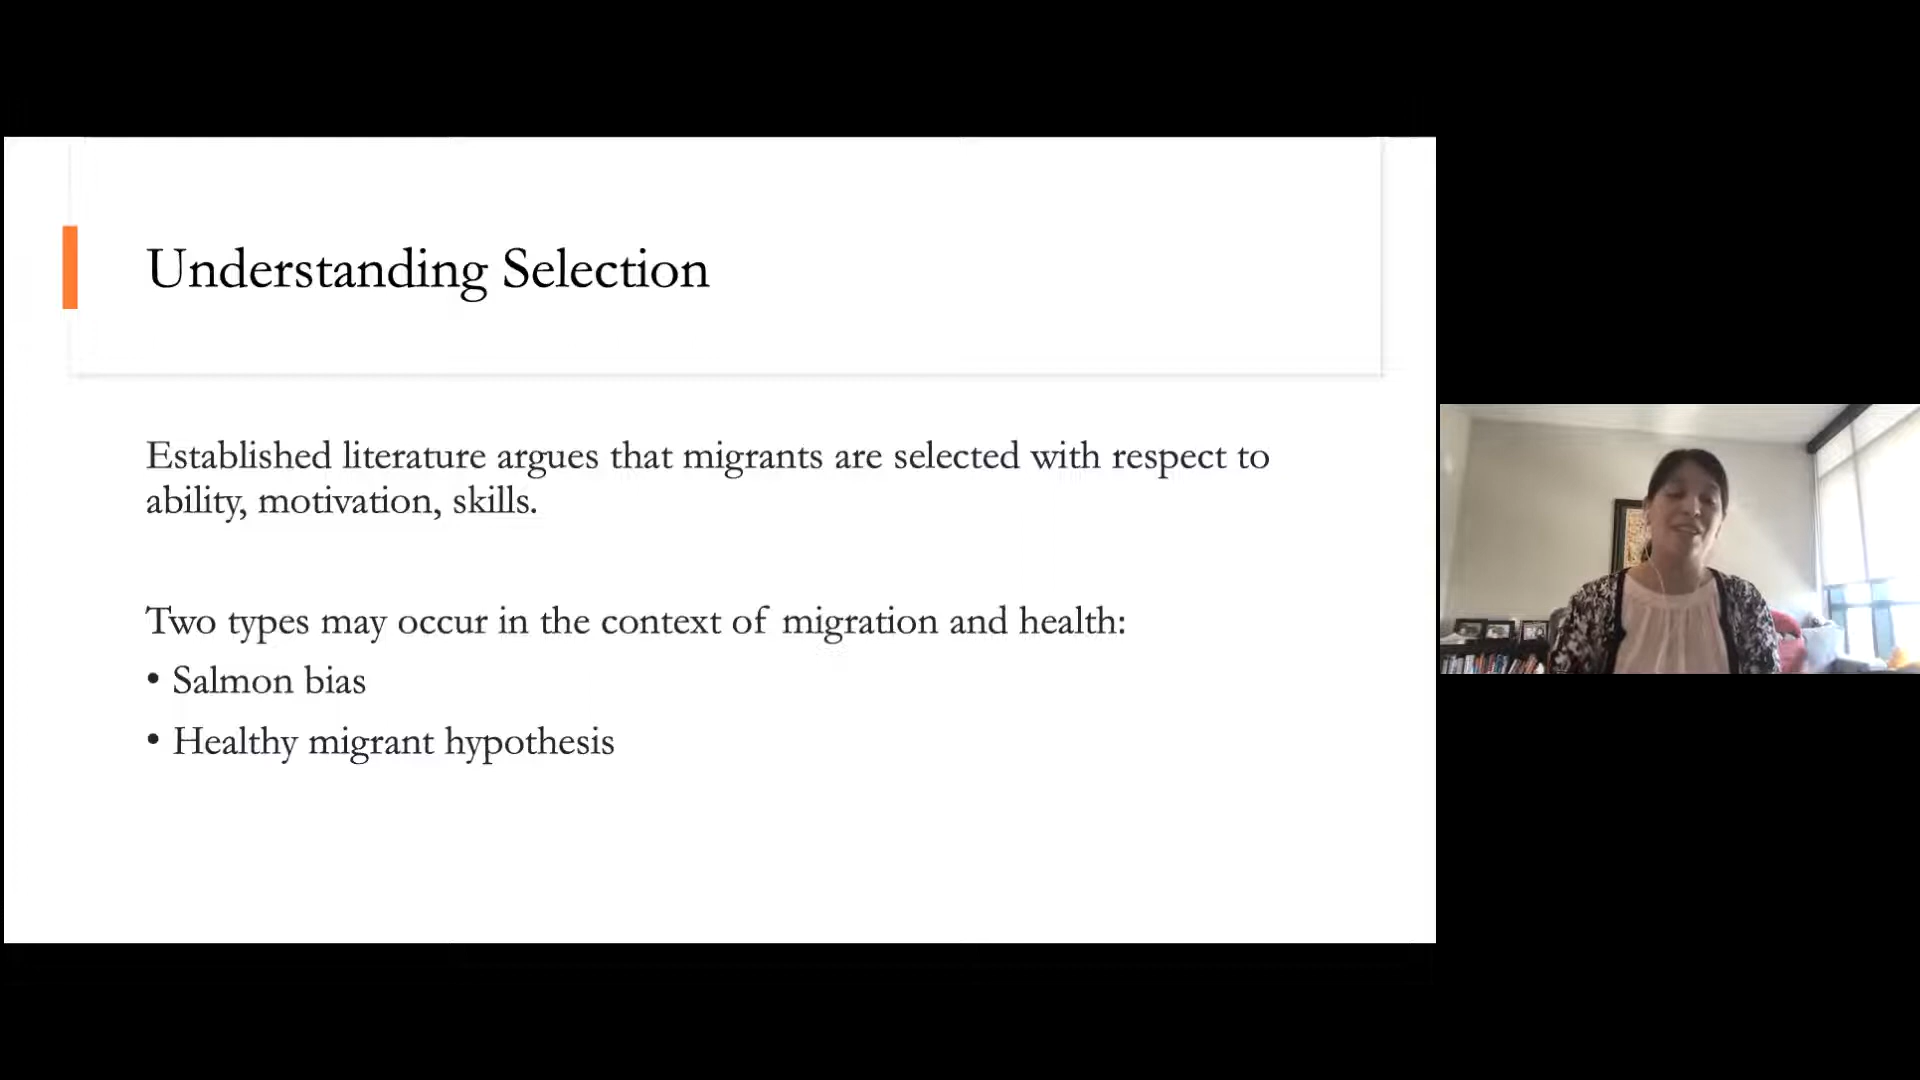 Understanding Selection
Established literature argues that migrants are selected with respect to
ability, motivation, skills.
Two types may occur in the context of migration and health:
• Salmon bias
• Healthy migrant hypothesis